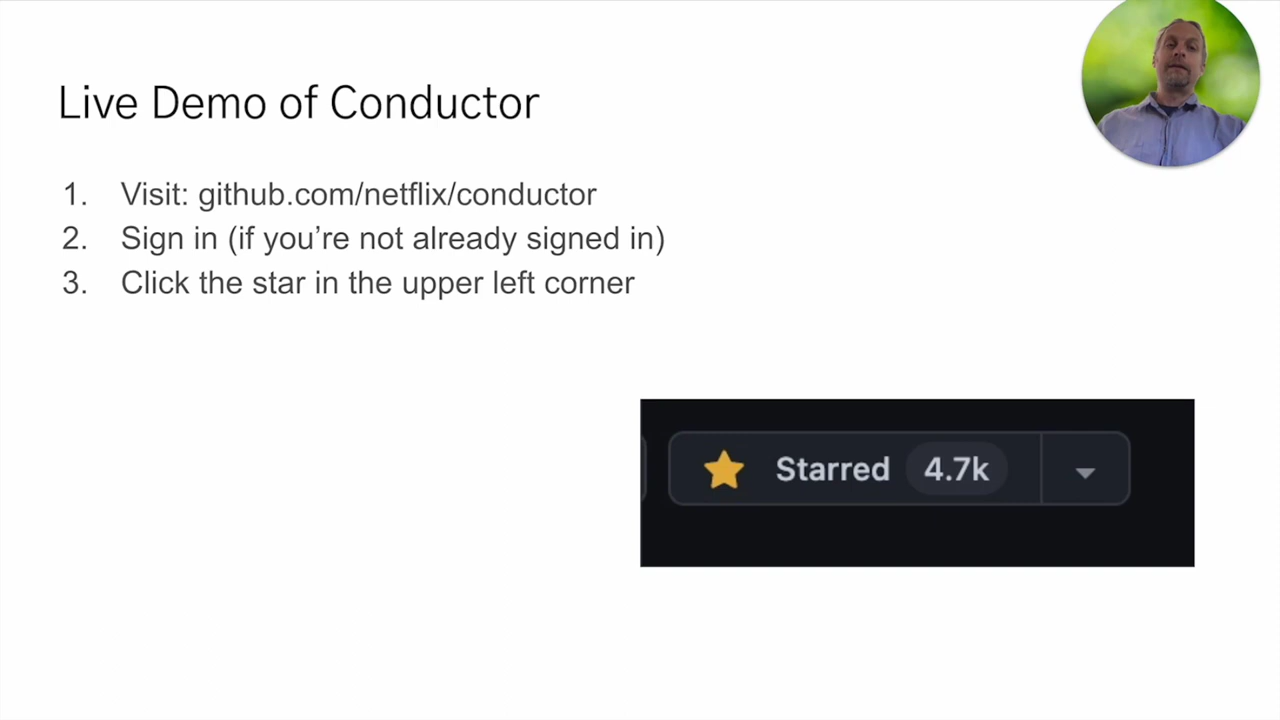 Live Demo of Conductor
1. Visit: github.com/netflix/conductor
2. Sign in (if you’re not already signed in)
3. Click the star in the upper left corner
Starred 4.7k